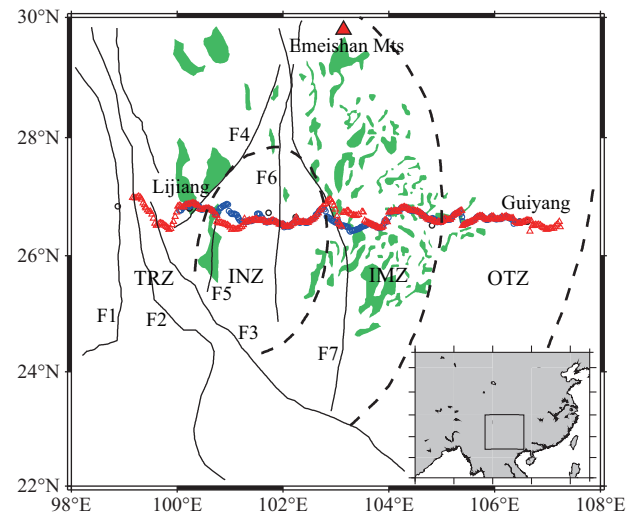 30°N
Emeishan Mts
28°N
F4
F6
Lijiang
Guiyang
26°N
TRZ
INZ
IMZ
OTZ
F5
F1
F2
F3
F7
24°N
22°N
98°E
100°E
102°E
104°E
106°E
108°E